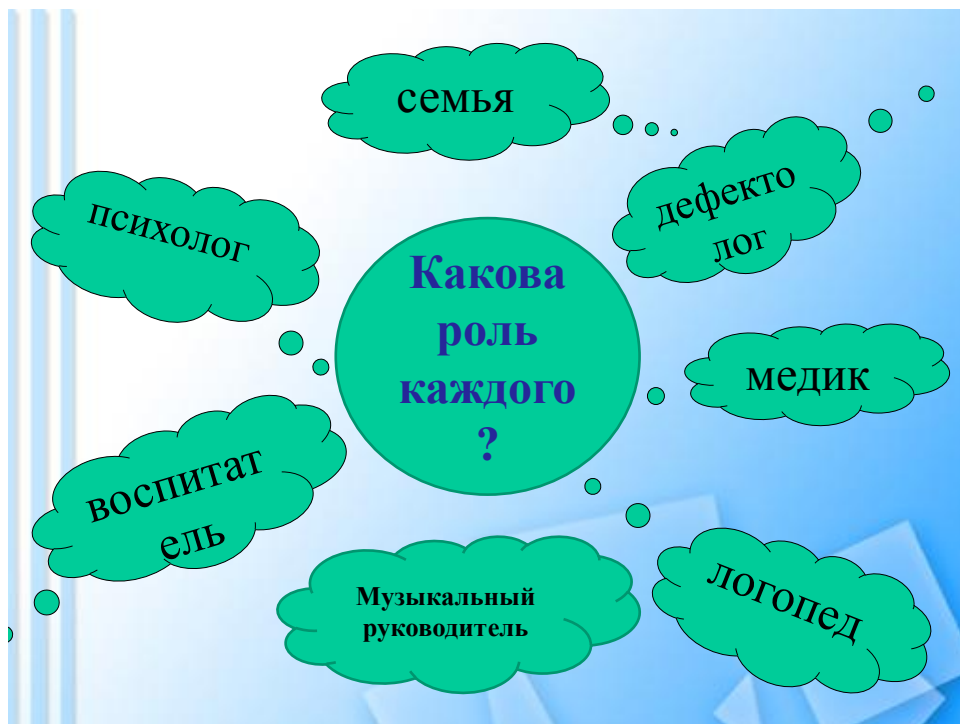 семья
дефекто
лог
психолог
Какова
роль
каждого
?
медик
воспитат
ель
Музыкальный
руководитель
логопед